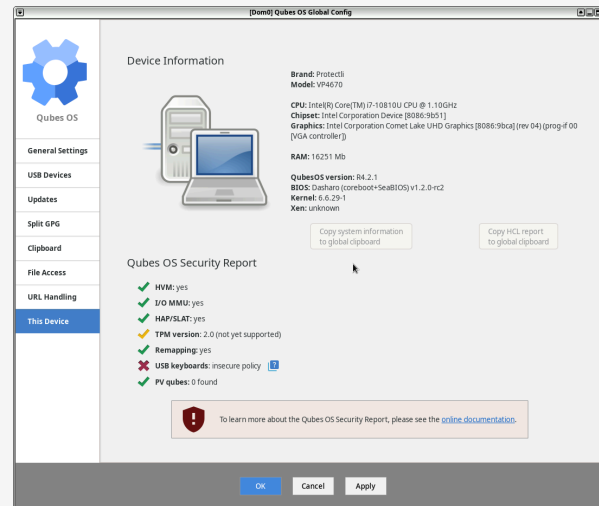 [Dom0] Qubes OS Global Config
Qubes OS
General Settings
USB Devices
Updates
Split GPG
Clipboard
File Access
URL Handling
This Device
Device Information
Brand: Protectli
Model: VP4670
CPU: Intel(R) Core(TM) i7-10810U CPU @ 1.10GHz
Chipset: Intel Corporation Device [8086:9b51]
Graphics: Intel Corporation Comet Lake UHD Graphics [8086:9bca] (rev 04) (prog-if 00
[VGA controller])
RAM: 16251 Mb
QubesOS version: R4.2.1
BIOS: Dasharo (coreboot+SeaBIOS) v1.2.0-rc2
Kernel: 6.6.29-1
Xen: unknown
Copy system information
to global clipboard
Copy HCL report
to global clipboard
Qubes OS Security Report
HVM: yes
I/O MMU: yes
HAP/SLAT: yes
TPM version: 2.0 (not yet supported)
Remapping: yes
USB keyboards: insecure policy ?
PV qubes: 0 found
To learn more about the Qubes OS Security Report, please see the online documentation.
OK
Cancel
Apply